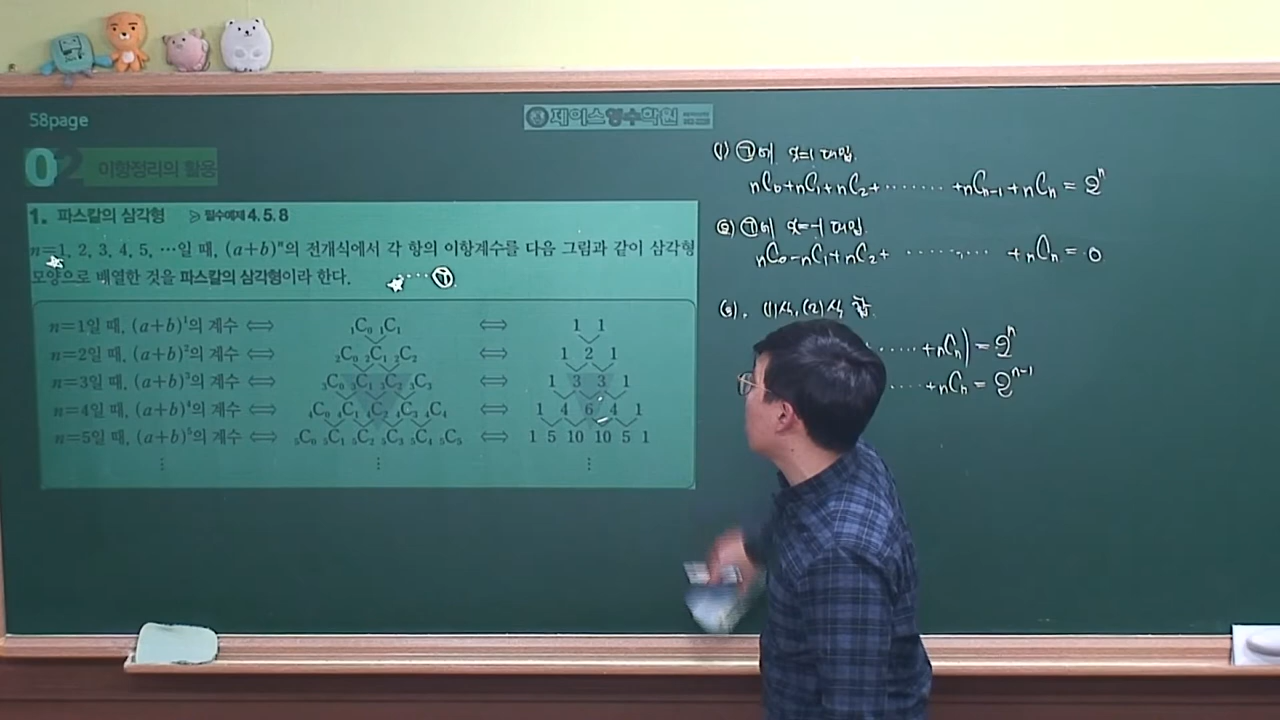 58page
제이스영수학원
02 이항정리의 활용
1. 파스칼의 삼각형 ▷ 필수예제 4, 5, 8
n=1, 2, 3, 4, 5, ⋯일 때, (a+b)ⁿ의 전개식에서 각 항의 이항계수를 다음 그림과 같이 삼각형
모양으로 배열한 것을 파스칼의 삼각형이라 한다.
⋯⋯ ㉠
n=1일 때, (a+b)¹의 계수 ⟺ ₁C₀ ₁C₁ ⟺ 1 1
n=2일 때, (a+b)²의 계수 ⟺ ₂C₀ ₂C₁ ₂C₂ ⟺ 1 2 1
n=3일 때, (a+b)³의 계수 ⟺ ₃C₀ ₃C₁ ₃C₂ ₃C₃ ⟺ 1 3 3 1
n=4일 때, (a+b)⁴의 계수 ⟺ ₄C₀ ₄C₁ ₄C₂ ₄C₃ ₄C₄ ⟺ 1 4 6 4 1
n=5일 때, (a+b)⁵의 계수 ⟺ ₅C₀ ₅C₁ ₅C₂ ₅C₃ ₅C₄ ₅C₅ ⟺ 1 5 10 10 5 1
⋮ ⋮ ⋮
(1) ㉠에 x=1 대입.
ₙC₀+ₙC₁+ₙC₂+⋯⋯+ₙCₙ₋₁+ₙCₙ=2ⁿ
(2) ㉠에 x=-1 대입
ₙC₀-ₙC₁+ₙC₂+⋯⋯+ₙCₙ=0
(3). (1)식, (2)식 합.
⋯⋯+ₙCₙ)=2ⁿ
⋯⋯+ₙCₙ=2ⁿ⁻¹